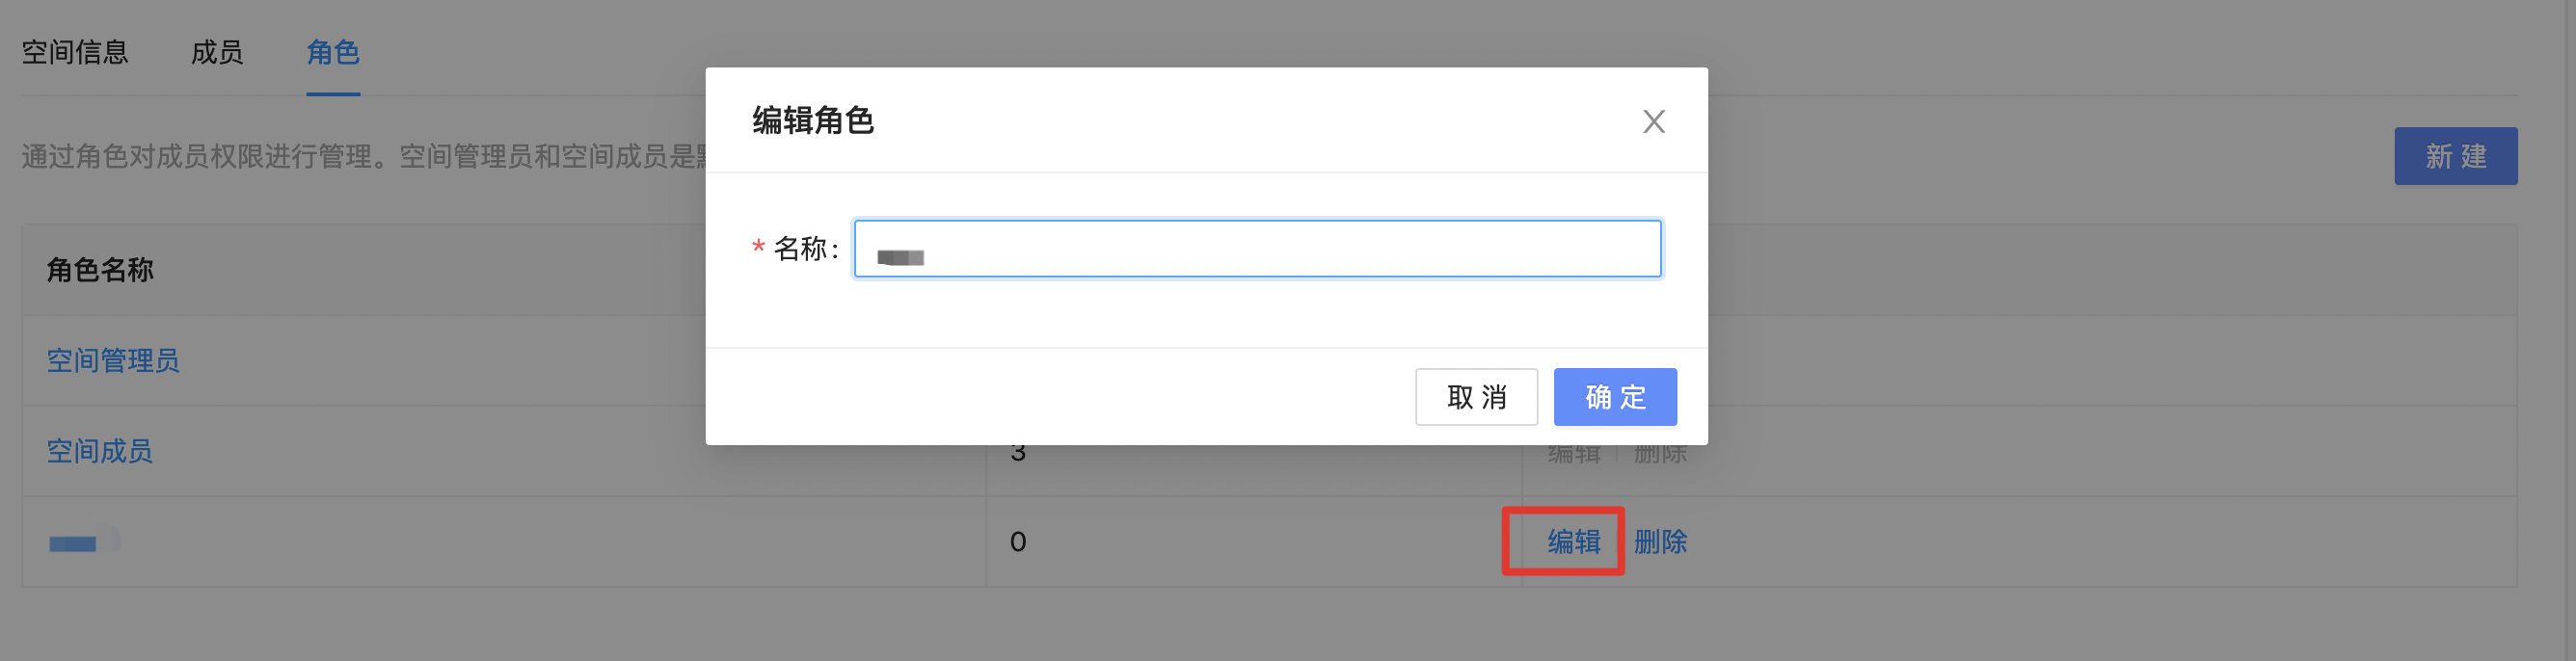 空间信息 成员 角色
编辑角色
通过角色对成员权限进行管理。空间管理员和空间成员是
新 建
* 名称:
角色名称
空间管理员
取 消 确 定
空间成员 3 编辑 删除
0 编辑 删除